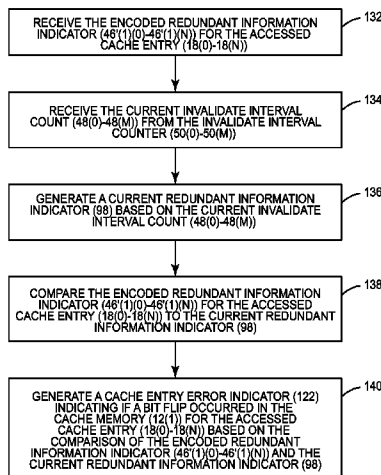 RECEIVE THE ENCODED REDUNDANT INFORMATION
INDICATOR (46'(1)(0)-46'(1)(N)) FOR THE ACCESSED
CACHE ENTRY (18(0)-18(N))
132
RECEIVE THE CURRENT INVALIDATE INTERVAL
COUNT (48(0)-48(M)) FROM THE INVALIDATE INTERVAL
COUNTER (50(0)-50(M))
134
GENERATE A CURRENT REDUNDANT INFORMATION
INDICATOR (98) BASED ON THE CURRENT INVALIDATE
INTERVAL COUNT (48(0)-48(M))
136
COMPARE THE ENCODED REDUNDANT INFORMATION
INDICATOR (46'(1)(0)-46'(1)(N)) FOR THE ACCESSED
CACHE ENTRY (18(0)-18(N)) TO THE CURRENT REDUNDANT
INFORMATION INDICATOR (98)
138
GENERATE A CACHE ENTRY ERROR INDICATOR (122)
INDICATING IF A BIT FLIP OCCURRED IN THE
CACHE MEMORY (12(1)) FOR THE ACCESSED
CACHE ENTRY (18(0)-18(N)) BASED ON THE
COMPARISON OF THE ENCODED REDUNDANT
INFORMATION INDICATOR (46'(1)(0)-46'(1)(N)) AND THE
CURRENT REDUNDANT INFORMATION INDICATOR (98)
140